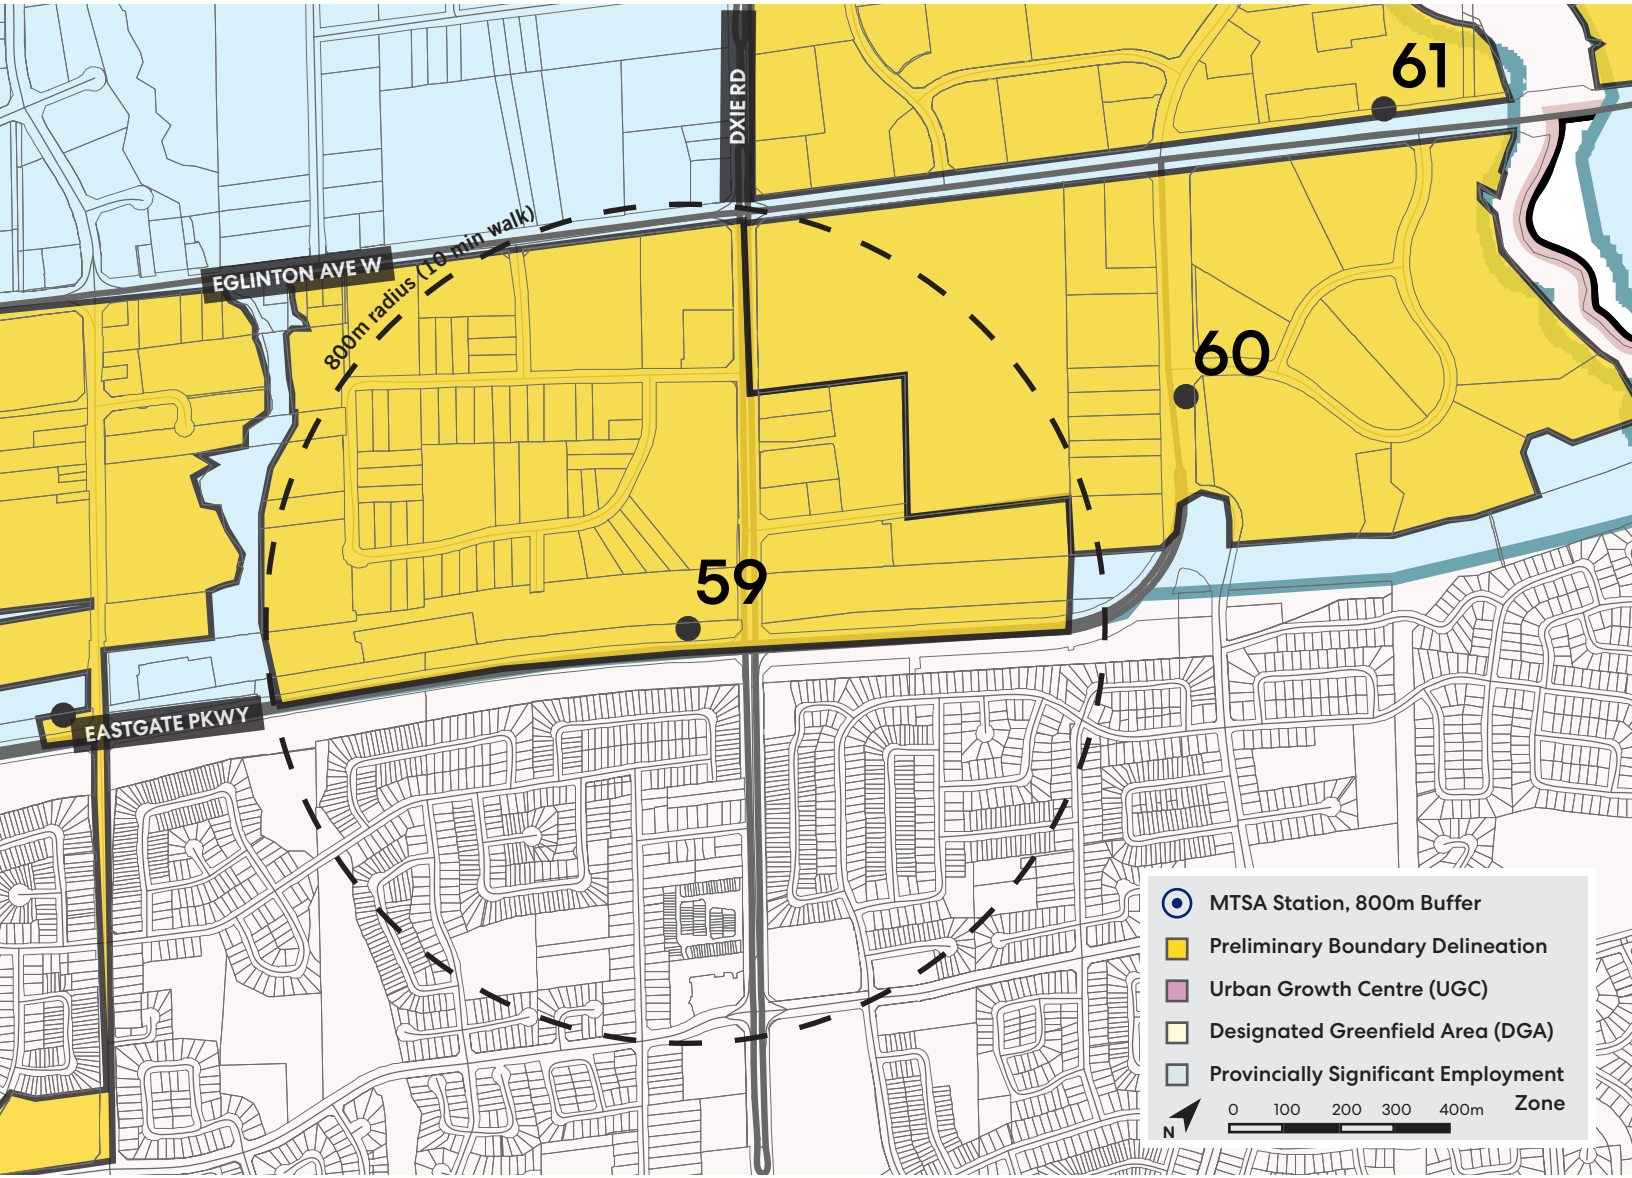 61
DXIE RD
800m radius (10 min walk)
EGLINTON AVE W
60
59
EASTGATE PKWY
MTSA Station, 800m Buffer
Preliminary Boundary Delineation
Urban Growth Centre (UGC)
Designated Greenfield Area (DGA)
Provincially Significant Employment
Zone
0 100 200 300 400m
N